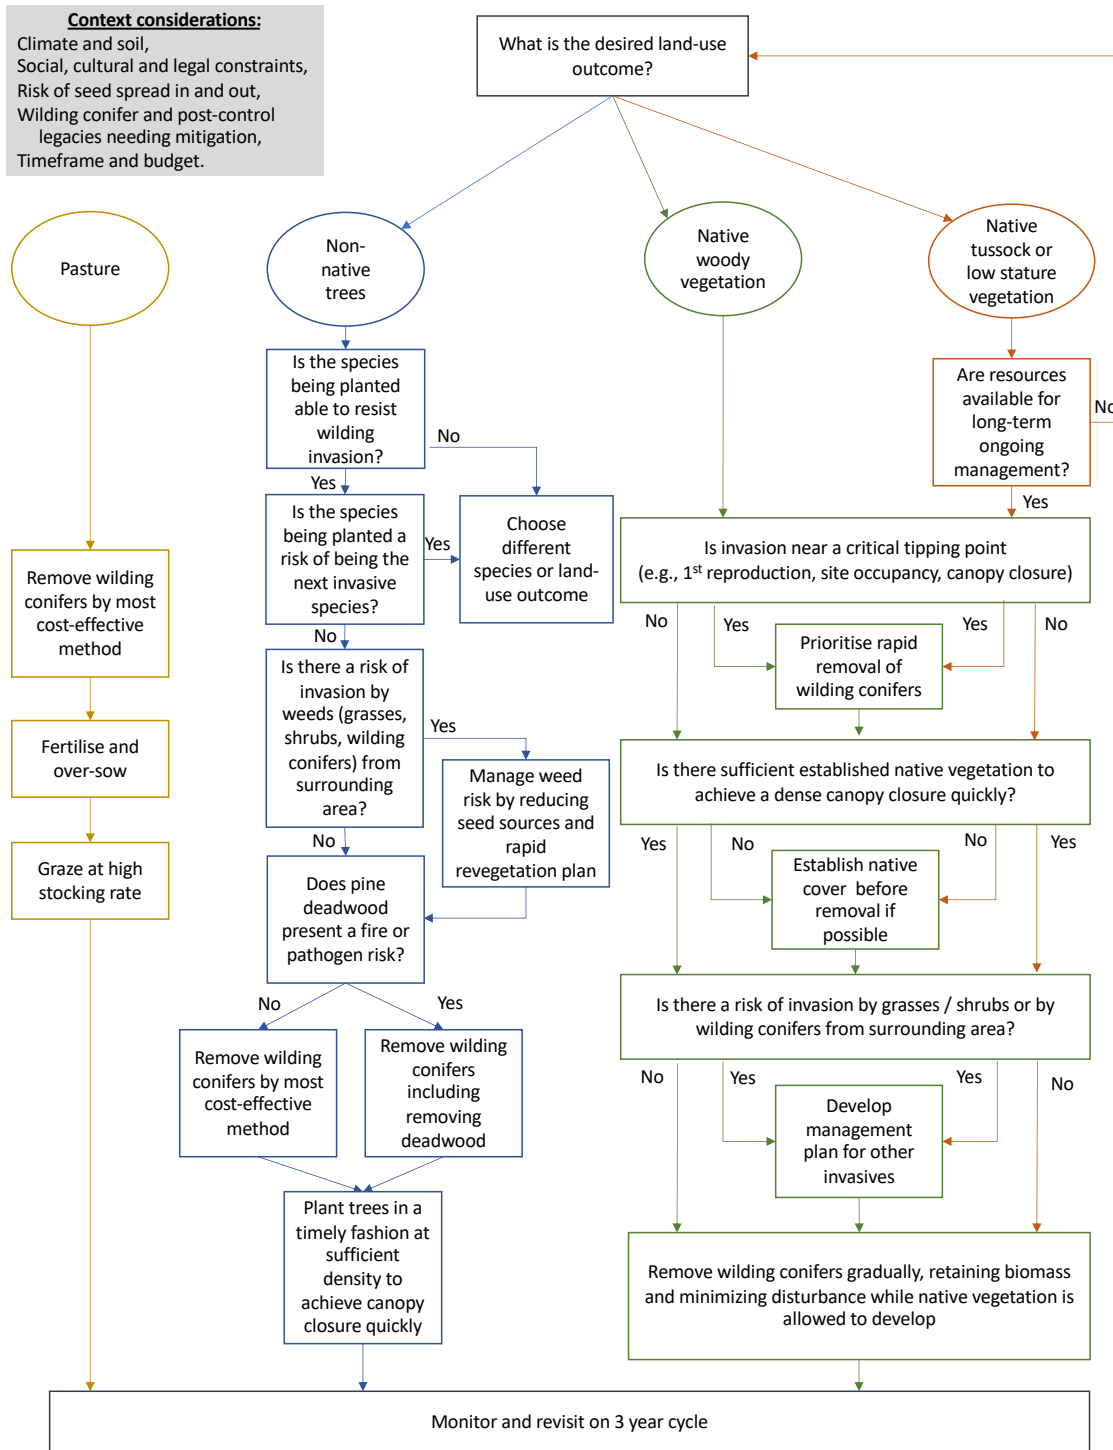 Context considerations:
Climate and soil,
Social, cultural and legal constraints,
Risk of seed spread in and out,
Wilding conifer and post-control
legacies needing mitigation,
Timeframe and budget.
What is the desired land-use
outcome?
Pasture
Non-
native
trees
Native
woody
vegetation
Native
tussock or
low stature
vegetation
Is the species
being planted
able to resist
wilding
invasion?
No
Yes
Are resources
available for
long-term
ongoing
management?
No
Yes
Is the species
being planted a
risk of being the
next invasive
species?
Yes
No
Choose
different
species or land-
use outcome
Is invasion near a critical tipping point
(e.g., 1st reproduction, site occupancy, canopy closure)
No
Yes
Yes
No
Remove wilding
conifers by most
cost-effective
method
Prioritise rapid
removal of
wilding conifers
Is there a risk of
invasion by
weeds (grasses,
shrubs, wilding
conifers) from
surrounding
area?
Yes
No
Fertilise and
over-sow
Manage weed
risk by reducing
seed sources and
rapid
revegetation plan
Is there sufficient established native vegetation to
achieve a dense canopy closure quickly?
Yes
No
No
Yes
Graze at high
stocking rate
Establish native
cover before
removal if
possible
Does pine
deadwood
present a fire or
pathogen risk?
No
Yes
Is there a risk of invasion by grasses / shrubs or by
wilding conifers from surrounding area?
No
Yes
Yes
No
Remove wilding
conifers by most
cost-effective
method
Remove wilding
conifers
including
removing
deadwood
Develop
management
plan for other
invasives
Plant trees in a
timely fashion at
sufficient
density to
achieve canopy
closure quickly
Remove wilding conifers gradually, retaining biomass
and minimizing disturbance while native vegetation is
allowed to develop
Monitor and revisit on 3 year cycle